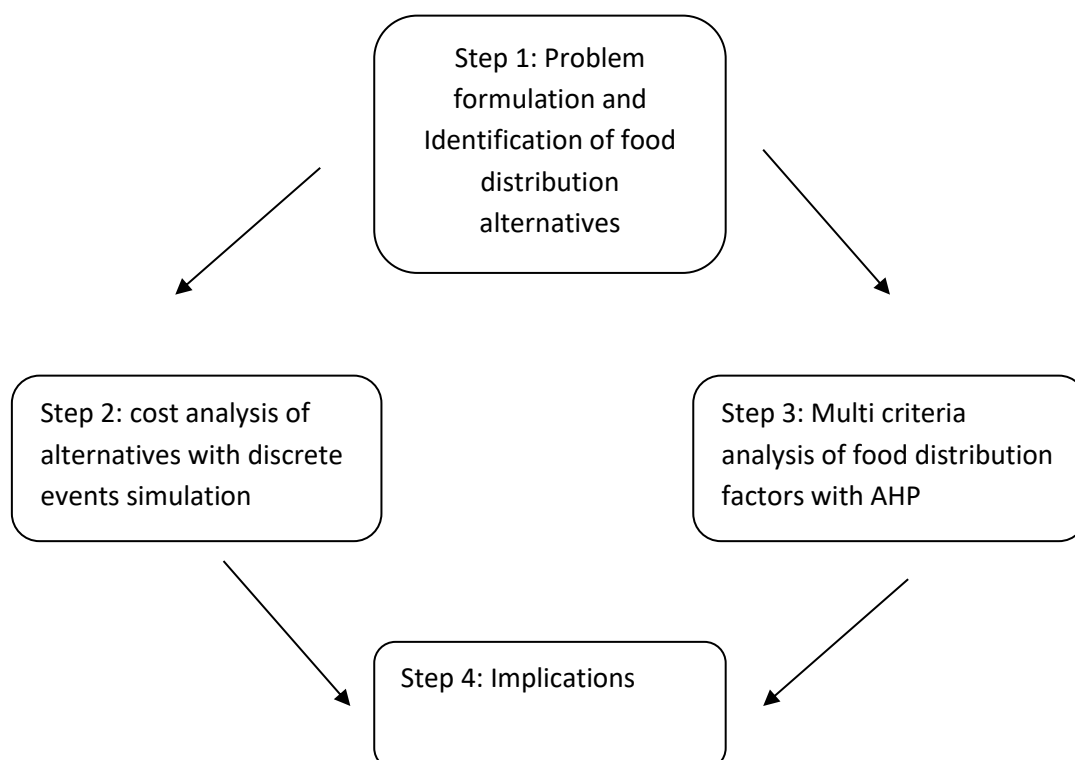 Step 1: Problem
formulation and
Identification of food
distribution
alternatives
Step 2: cost analysis of
alternatives with discrete
events simulation
Step 3: Multi criteria
analysis of food distribution
factors with AHP
Step 4: Implications